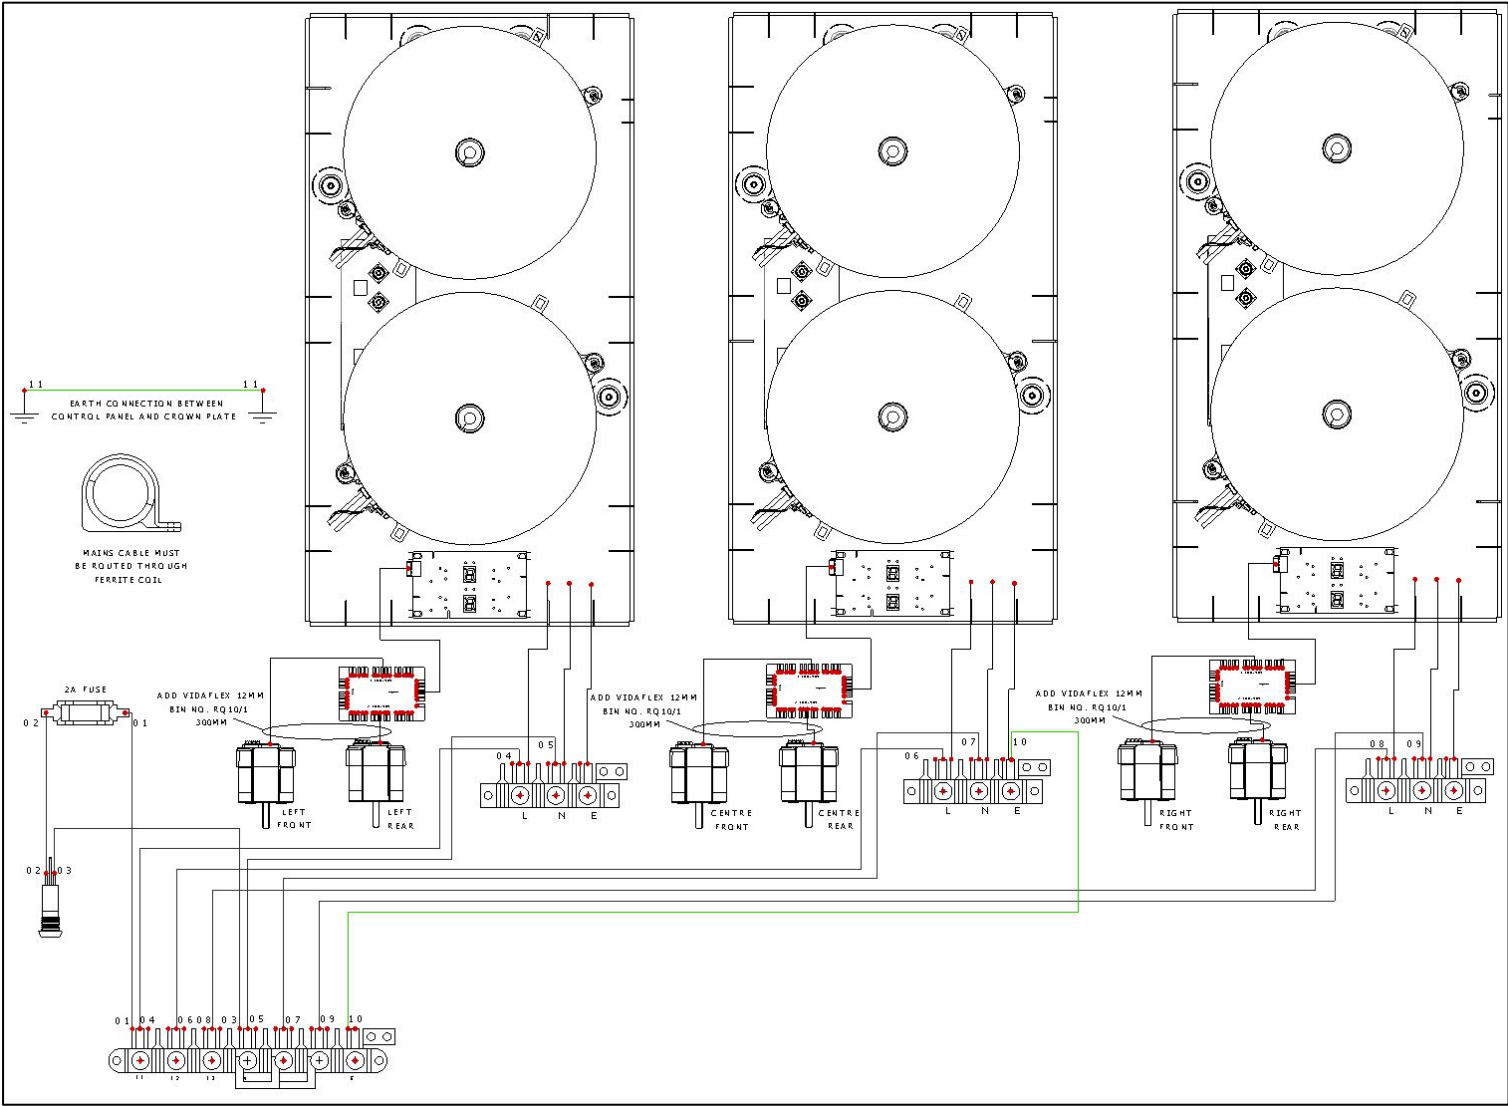 11 11
EARTH CONNECTION BETWEEN
CONTROL PANEL AND CROWN PLATE
MAINS CABLE MUST
BE ROUTED THROUGH
FERRITE COIL
2A FUSE
02 01
ADD VIDAFLEX 12MM
BIN NO. RQ10/1
300MM
LEFT
FRONT
LEFT
REAR
04 05
L N E
ADD VIDAFLEX 12MM
BIN NO. RQ10/1
300MM
CENTRE
FRONT
CENTRE
REAR
06 07 10
L N E
ADD VIDAFLEX 12MM
BIN NO. RQ10/1
300MM
RIGHT
FRONT
RIGHT
REAR
08 09
L N E
02 03
01 04 06 08 03 05 07 09 10